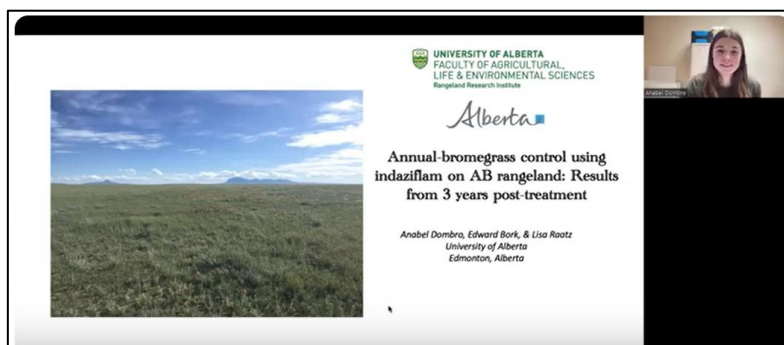 UNIVERSITY OF ALBERTA
FACULTY OF AGRICULTURAL,
LIFE & ENVIRONMENTAL SCIENCES
Rangeland Research Institute
Alberta
Annual-bromegrass control using
indaziflam on AB rangeland: Results
from 3 years post-treatment
Anabel Dombro, Edward Bork, & Lisa Raatz
University of Alberta
Edmonton, Alberta
Anabel Dombro